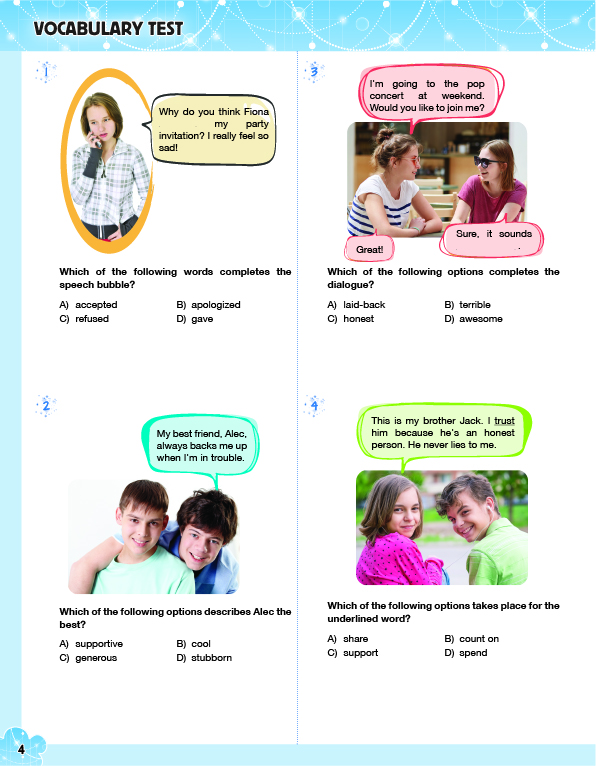 VOCABULARY TEST
1
Why do you think Fiona
my party
invitation? I really feel so
sad!
Which of the following words completes the
speech bubble?
A) accepted B) apologized
C) refused D) gave
2
My best friend, Alec,
always backs me up
when I'm in trouble.
Which of the following options describes Alec the
best?
A) supportive B) cool
C) generous D) stubborn
3
I'm going to the pop
concert at weekend.
Would you like to join me?
Great!
Sure, it sounds
.
Which of the following options completes the
dialogue?
A) laid-back B) terrible
C) honest D) awesome
4
This is my brother Jack. I trust
him because he's an honest
person. He never lies to me.
Which of the following options takes place for the
underlined word?
A) share B) count on
C) support D) spend
4